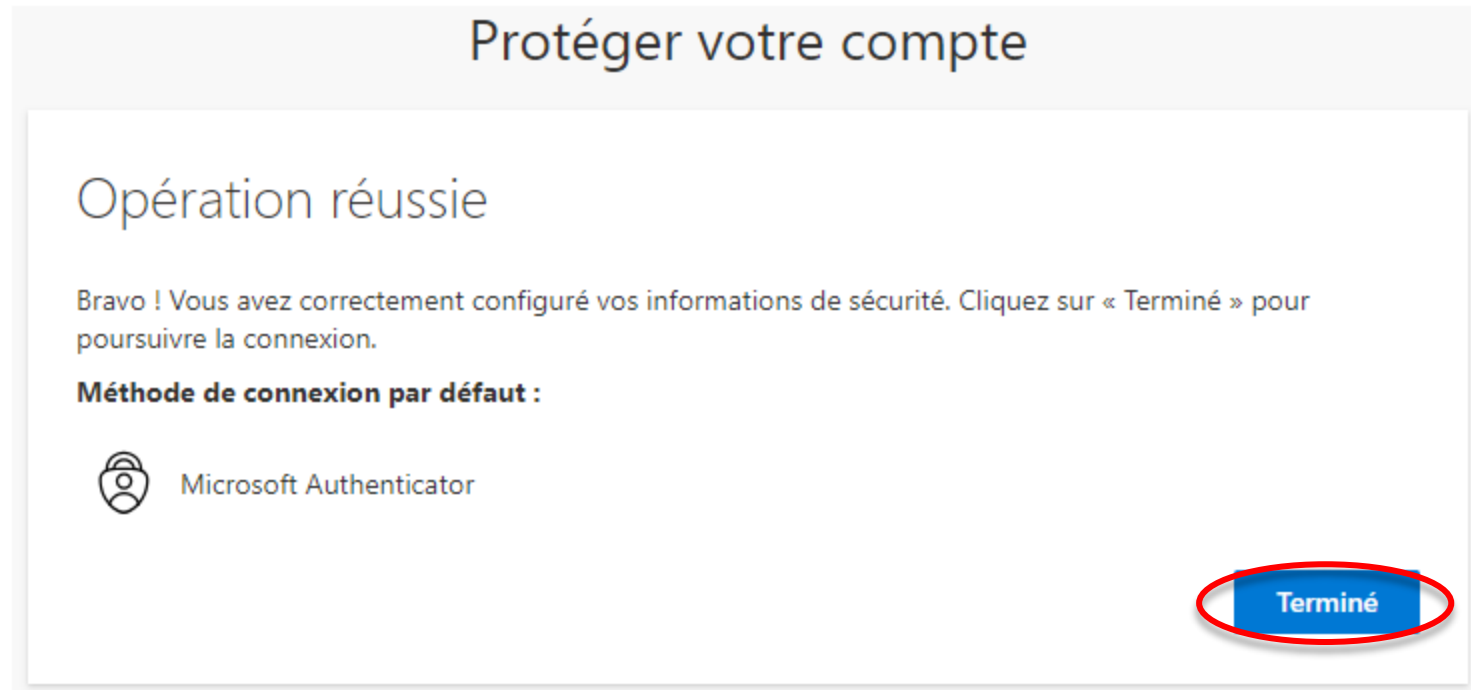 Protéger votre compte
Opération réussie
Bravo ! Vous avez correctement configuré vos informations de sécurité. Cliquez sur « Terminé » pour
poursuivre la connexion.
Méthode de connexion par défaut :
Microsoft Authenticator
Terminé